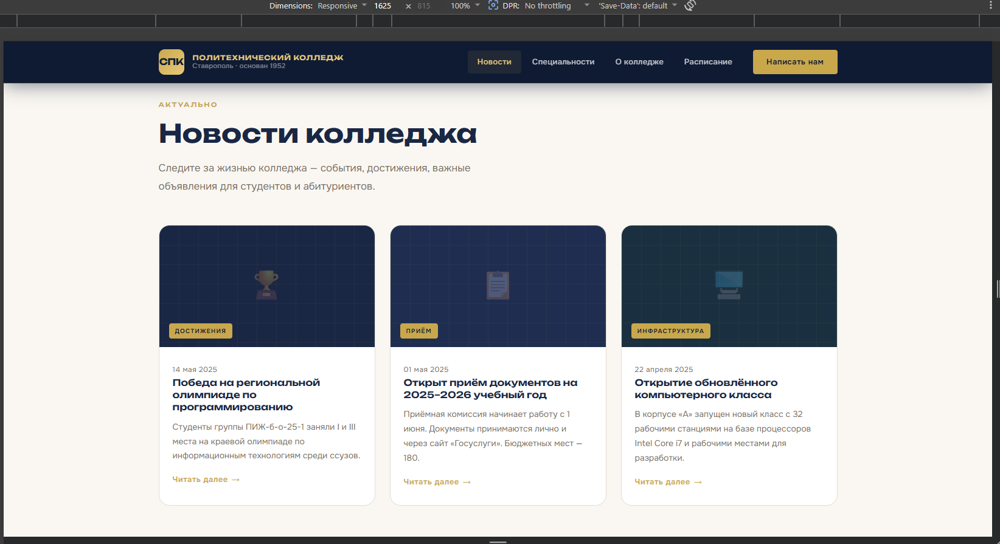 Dimensions: Responsive 1625 × 815 100% DPR: No throttling 'Save-Data': default
СПК
ПОЛИТЕХНИЧЕСКИЙ КОЛЛЕДЖ
Ставрополь · основан 1952
Новости Специальности О колледже Расписание Написать нам
АКТУАЛЬНО
Новости колледжа
Следите за жизнью колледжа — события, достижения, важные
объявления для студентов и абитуриентов.
ДОСТИЖЕНИЯ
14 мая 2025
Победа на региональной
олимпиаде по
программированию
Студенты группы ПИЖ-б-о-25-1 заняли I и III
места на краевой олимпиаде по
информационным технологиям среди ссузов.
Читать далее →
ПРИЁМ
01 мая 2025
Открыт приём документов на
2025–2026 учебный год
Приёмная комиссия начинает работу с 1
июня. Документы принимаются лично и
через сайт «Госуслуги». Бюджетных мест —
180.
Читать далее →
ИНФРАСТРУКТУРА
22 апреля 2025
Открытие обновлённого
компьютерного класса
В корпусе «А» запущен новый класс с 32
рабочими станциями на базе процессоров
Intel Core i7 и рабочими местами для
разработки.
Читать далее →